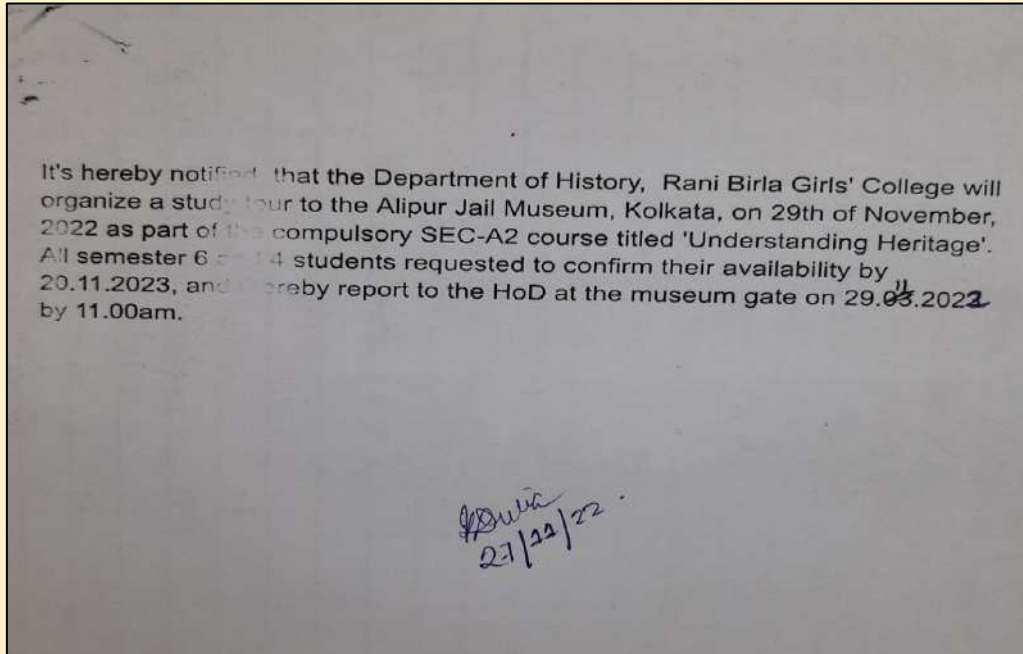 It's hereby notified that the Department of History, Rani Birla Girls' College will
organize a study tour to the Alipur Jail Museum, Kolkata, on 29th of November,
2022 as part of the compulsory SEC-A2 course titled 'Understanding Heritage'.
All semester 6 4 students requested to confirm their availability by
20.11.2023, and hereby report to the HoD at the museum gate on 29.11.2022
by 11.00am.
27/11/22